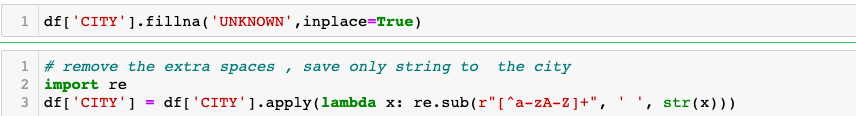 1 df['CITY'].fillna('UNKNOWN',inplace=True)
1 # remove the extra spaces , save only string to  the city
2 import re
3 df['CITY'] = df['CITY'].apply(lambda x: re.sub(r"[^a-zA-Z]+", ' ', str(x)))